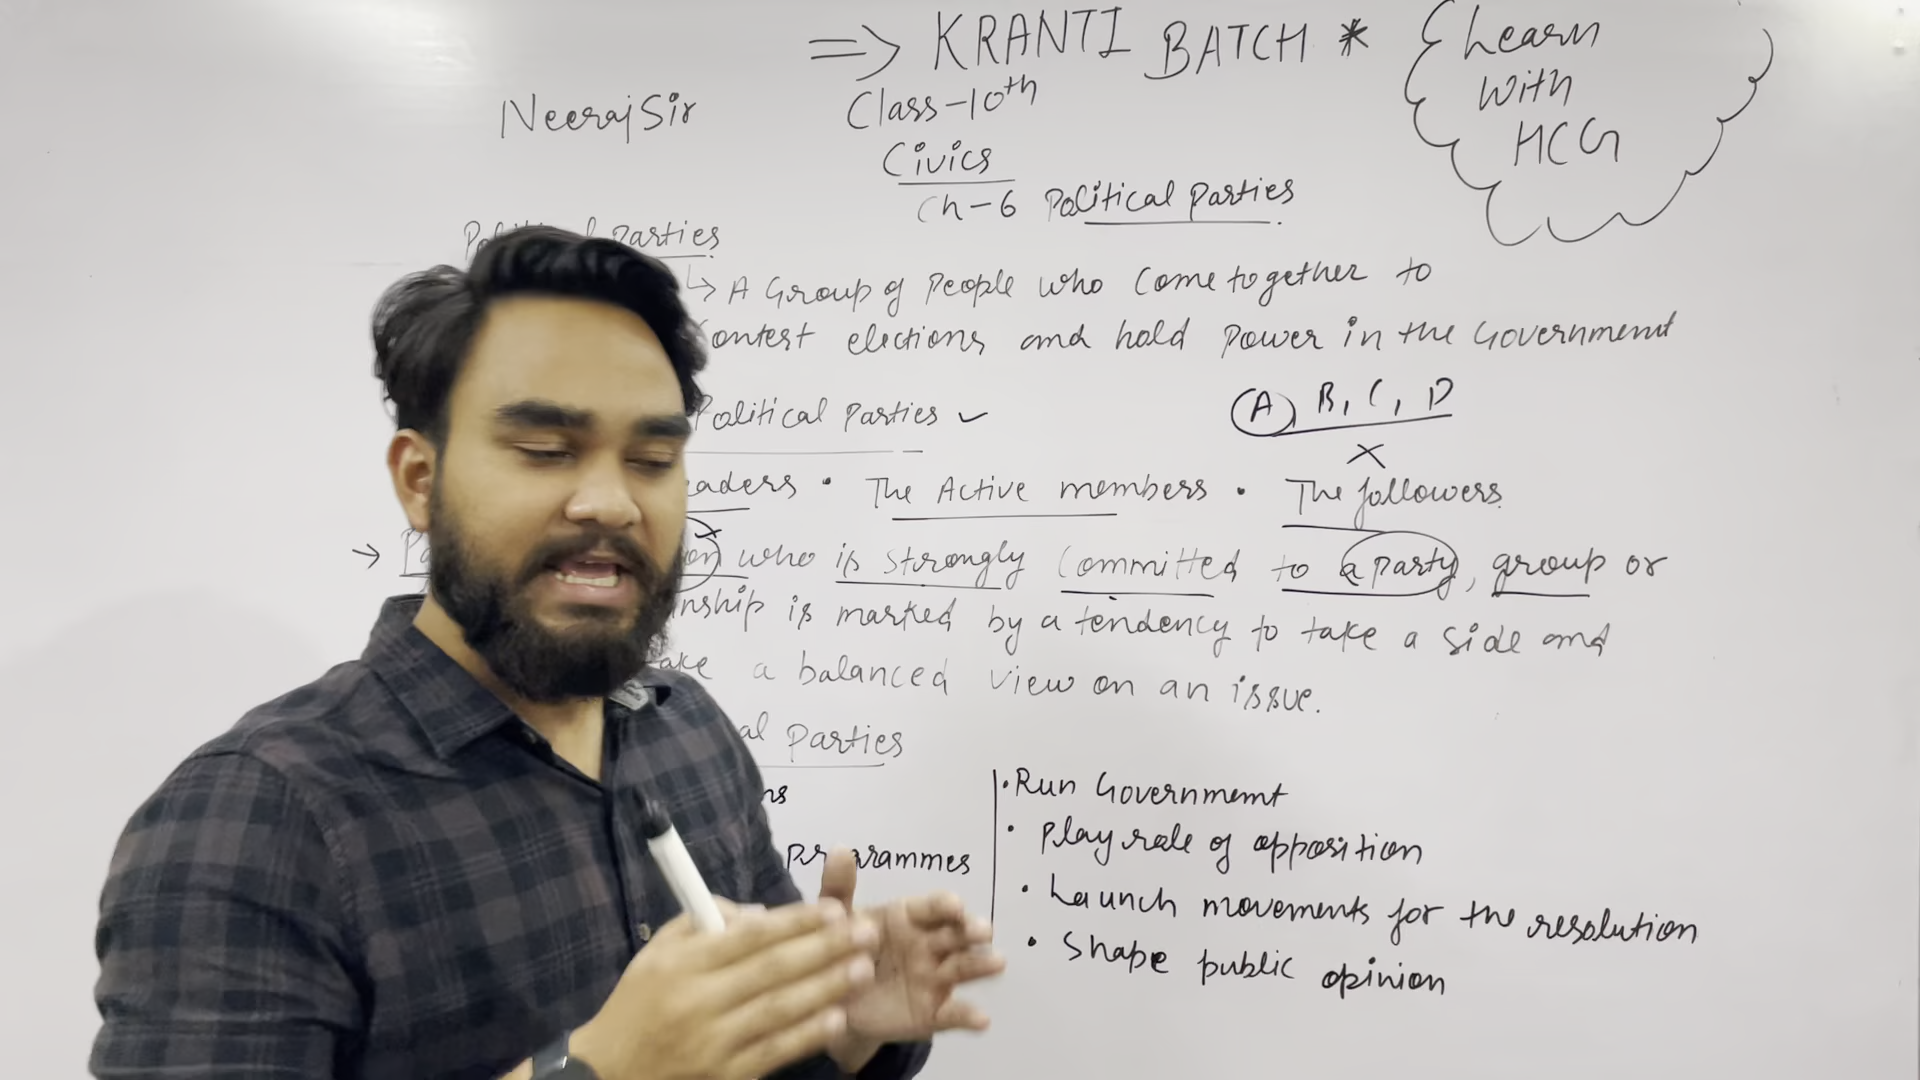 => KRANTI BATCH *
Learn
With
HCG
Neeraj Sir
Class-10th
Civics
Ch-6 Political Parties
Parties
↳ A Group of People who come together to
Contest elections and hold power in the Government
Political Parties ✓
(A) B, C, D
X
• The Active members • The followers
→ who is strongly Committed to a party, group or
is marked by a tendency to take a side and
a balanced view on an issue.
Parties
• Run Government
Programmes
• Play role of opposition
• Launch movements for the resolution
• Shape public opinion